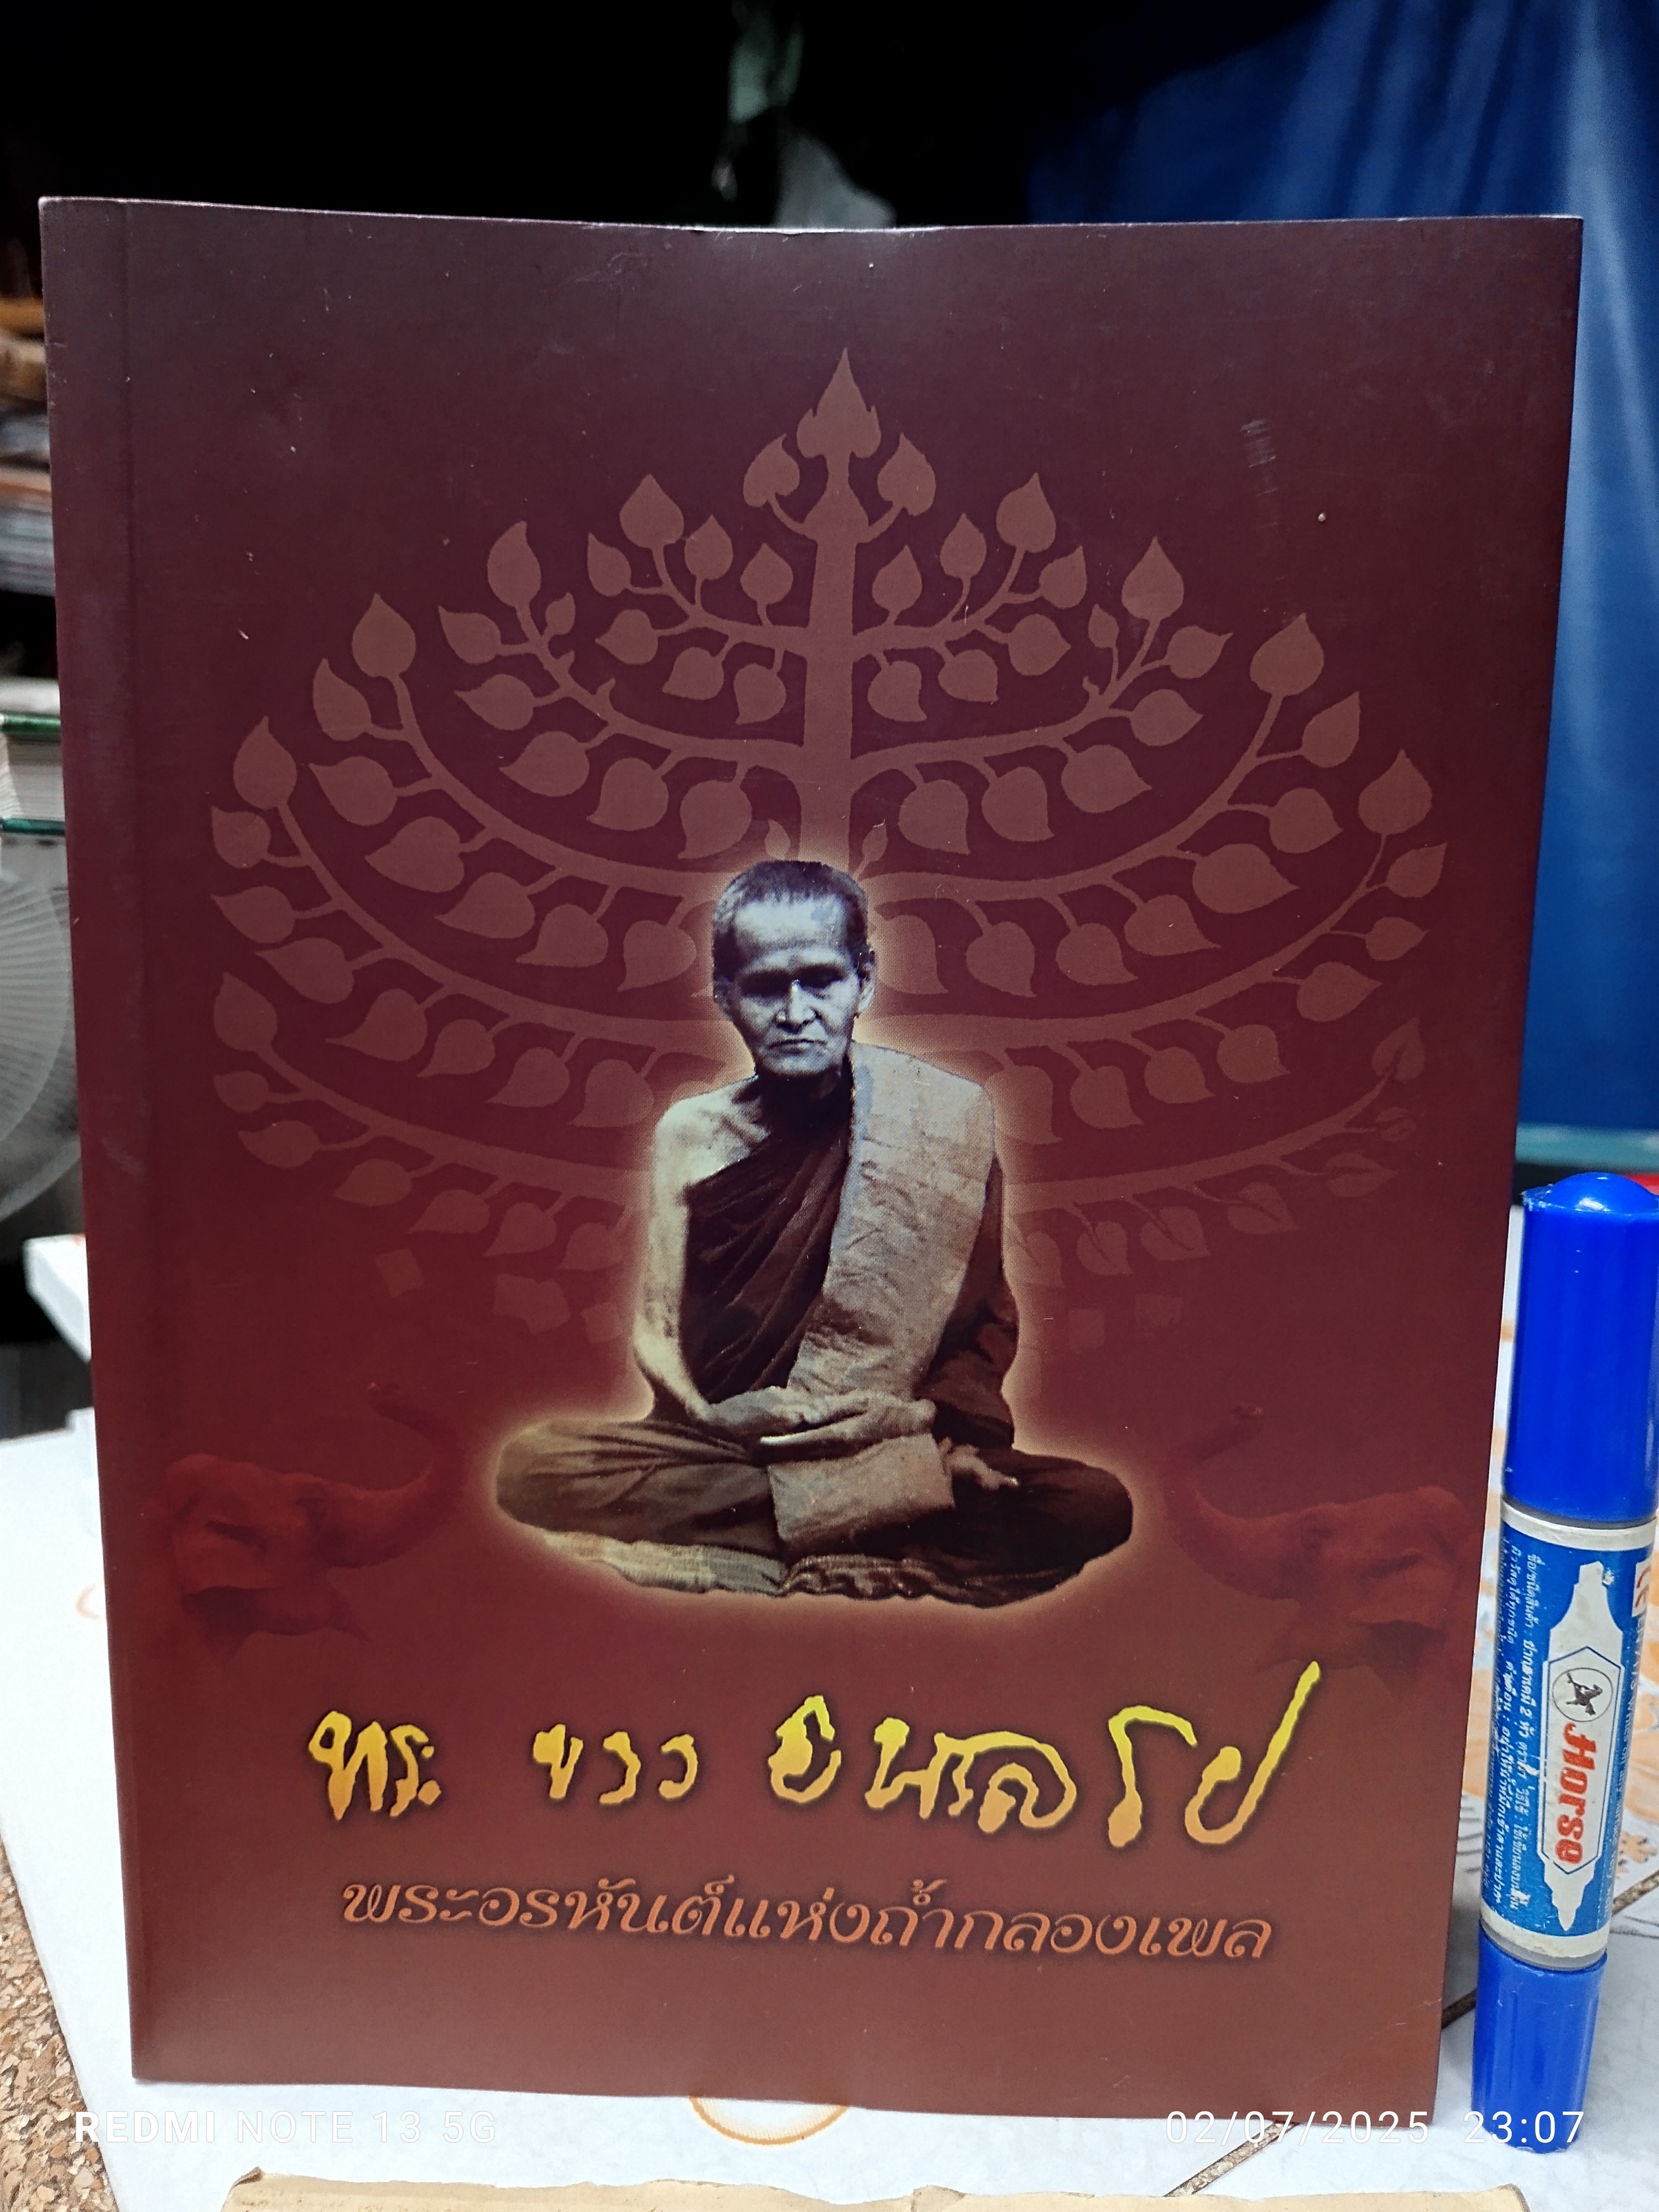 พระ ขาว อนาลโย
พระอรหันต์แห่งถ้ำกลองเพล
Horse
REDMI NOTE 13 5G
02/07/2025 23:07